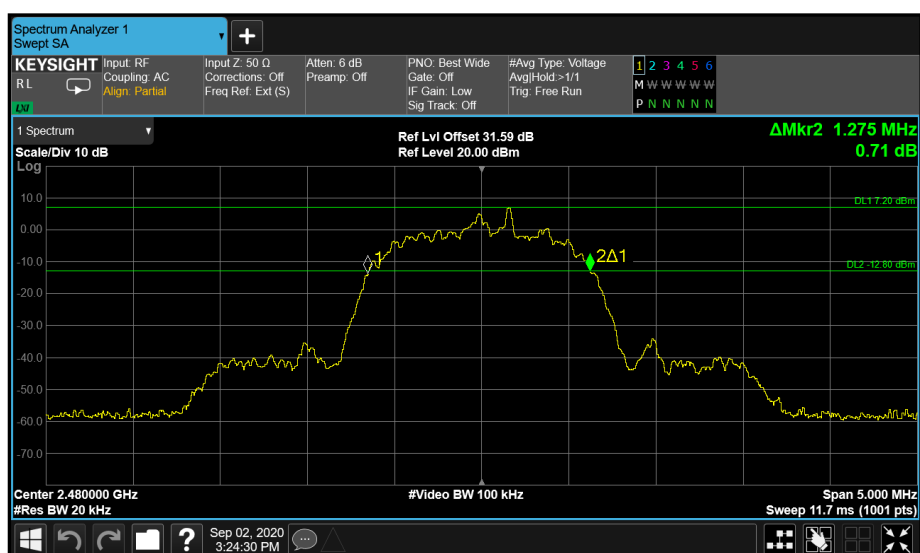 Spectrum Analyzer 1
Swept SA
KEYSIGHT
RL
LXI
Input: RF
Coupling: AC
Align: Partial
Input Z: 50 Ω
Corrections: Off
Freq Ref: Ext (S)
Atten: 6 dB
Preamp: Off
PNO: Best Wide
Gate: Off
IF Gain: Low
Sig Track: Off
#Avg Type: Voltage
Avg|Hold:>1/1
Trig: Free Run
1 2 3 4 5 6
M W W W W W
P N N N N N
1 Spectrum
Scale/Div 10 dB
Ref Lvl Offset 31.59 dB
Ref Level 20.00 dBm
ΔMkr2 1.275 MHz
0.71 dB
Log
10.0
0.00
-10.0
-20.0
-30.0
-40.0
-50.0
-60.0
-70.0
DL1 7.20 dBm
1
2Δ1
DL2 -12.80 dBm
Center 2.480000 GHz
#Res BW 20 kHz
#Video BW 100 kHz
Span 5.000 MHz
Sweep 11.7 ms (1001 pts)
?
Sep 02, 2020
3:24:30 PM